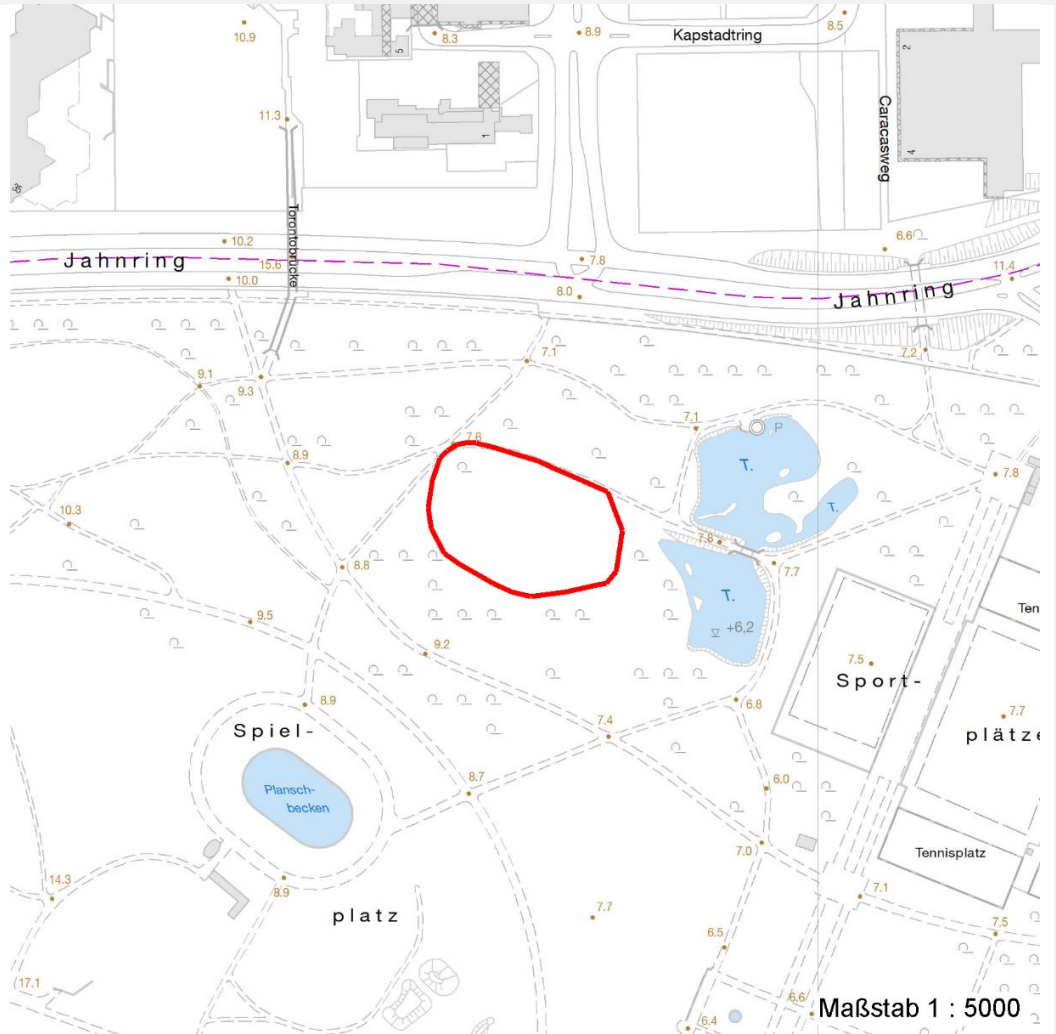 10.9
5
8.3
8.9
Kapstadtring
8.5
2
11.3
1
Caracasweg
4
Torontobrücke
10.2
Jahnring
15.6
10.0
7.8
8.0
6.6
11.4
Jahnring
7.1
7.2
9.1
9.3
7.1
P
7.6
8.9
T.
7.8
T.
10.3
7.8
8.8
7.7
T.
+6,2
9.5
Ten
9.2
7.5
Sport-
6.8
8.9
7.7
plätze
Spiel-
7.4
Plansch-
becken
8.7
6.0
7.0
Tennisplatz
14.3
8.9
7.1
platz
7.7
7.5
6.5
17.1
6.6
Maßstab 1 : 5000
6.4